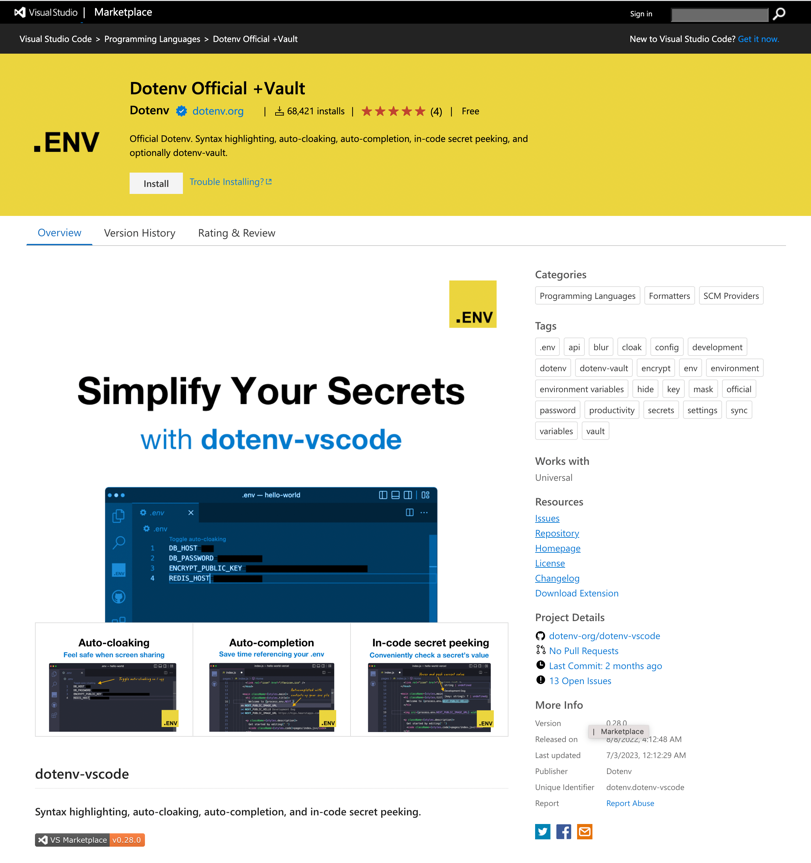 Visual Studio | Marketplace
Sign in
Visual Studio Code > Programming Languages > Dotenv Official +Vault
New to Visual Studio Code? Get it now.
.ENV
Dotenv Official +Vault
Dotenv dotenv.org | 68,421 installs | (4) | Free
Official Dotenv. Syntax highlighting, auto-cloaking, auto-completion, in-code secret peeking, and
optionally dotenv-vault.
Install Trouble Installing?
Overview Version History Rating & Review
.ENV
Simplify Your Secrets
with dotenv-vscode
.env — hello-world
.env
.env
Toggle auto-cloaking
1 DB_HOST
2 DB_PASSWORD
3 ENCRYPT_PUBLIC_KEY
4 REDIS_HOST
Auto-cloaking
Feel safe when screen sharing
.ENV
Auto-completion
Save time referencing your .env
.ENV
In-code secret peeking
Conveniently check a secret's value
.ENV
dotenv-vscode
Syntax highlighting, auto-cloaking, auto-completion, and in-code secret peeking.
VS Marketplace v0.28.0
Categories
Programming Languages Formatters SCM Providers
Tags
.env api blur cloak config development
dotenv dotenv-vault encrypt env environment
environment variables hide key mask official
password productivity secrets settings sync
variables vault
Works with
Universal
Resources
Issues
Repository
Homepage
License
Changelog
Download Extension
Project Details
dotenv-org/dotenv-vscode
No Pull Requests
Last Commit: 2 months ago
13 Open Issues
More Info
Version 0.28.0
| Marketplace
Released on 8/8/2022, 4:12:48 AM
Last updated 7/3/2023, 12:12:29 AM
Publisher Dotenv
Unique Identifier dotenv.dotenv-vscode
Report Report Abuse